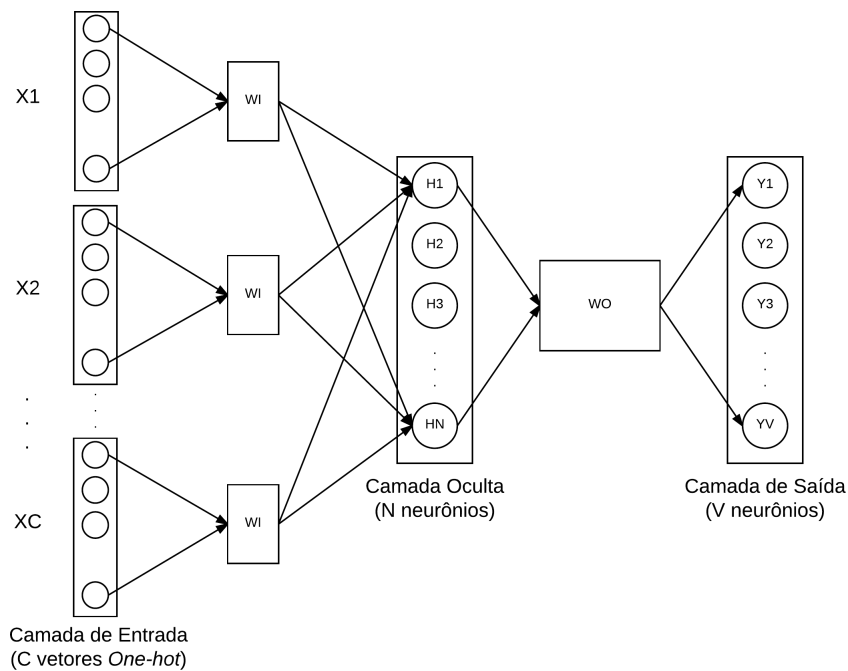 X1
WI
H1
Y1
H2
Y2
X2
WI
H3
WO
Y3
.
.
.
.
.
.
.
.
.
.
.
.
HN
YV
Camada Oculta
(N neurônios)
Camada de Saída
(V neurônios)
XC
WI
Camada de Entrada
(C vetores One-hot)